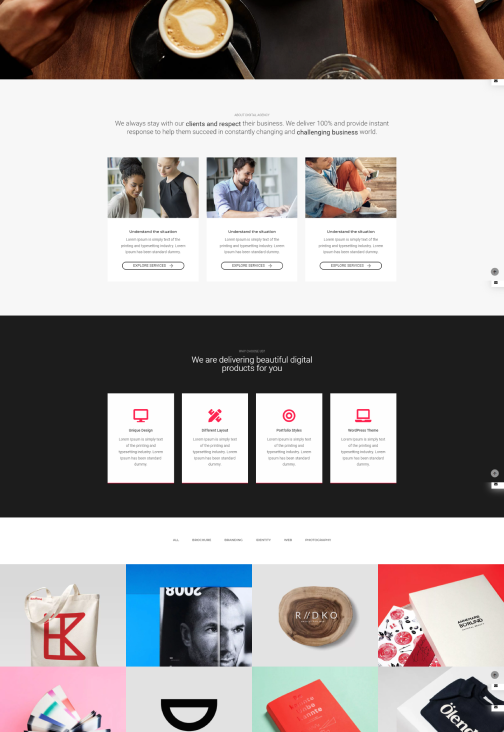 ABOUT DIGITAL AGENCY
We always stay with our clients and respect their business. We deliver 100% and provide instant
response to help them succeed in constantly changing and challenging business world.
Understand the situation
Lorem Ipsum is simply text of the
printing and typesetting industry. Lorem
Ipsum has been standard dummy.
EXPLORE SERVICES
Understand the situation
Lorem Ipsum is simply text of the
printing and typesetting industry. Lorem
Ipsum has been standard dummy.
EXPLORE SERVICES
Understand the situation
Lorem Ipsum is simply text of the
printing and typesetting industry. Lorem
Ipsum has been standard dummy.
EXPLORE SERVICES
WHY CHOOSE US?
We are delivering beautiful digital
products for you
Unique Design
Lorem Ipsum is simply text
of the printing and
typesetting industry. Lorem
Ipsum has been standard
dummy.
Different Layout
Lorem Ipsum is simply text
of the printing and
typesetting industry. Lorem
Ipsum has been standard
dummy.
Portfolio Styles
Lorem Ipsum is simply text
of the printing and
typesetting industry. Lorem
Ipsum has been standard
dummy.
WordPress Theme
Lorem Ipsum is simply text
of the printing and
typesetting industry. Lorem
Ipsum has been standard
dummy.
ALL
BRANDING
IDENTITY
WEB
PHOTOGRAPHY
R//DKO
BORLIND
Ölend